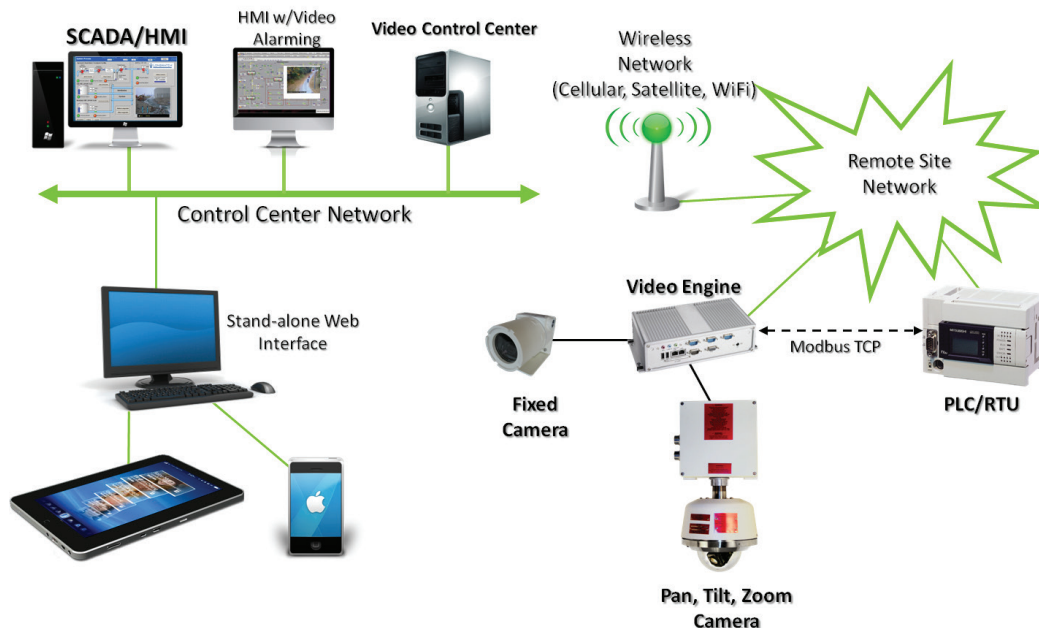 SCADA/HMI
HMI w/Video
Alarming
Video Control Center
Wireless
Network
(Cellular, Satellite, WiFi)
Remote Site
Network
Control Center Network
Stand-alone Web
Interface
Video Engine
Modbus TCP
Fixed
Camera
PLC/RTU
Pan, Tilt, Zoom
Camera